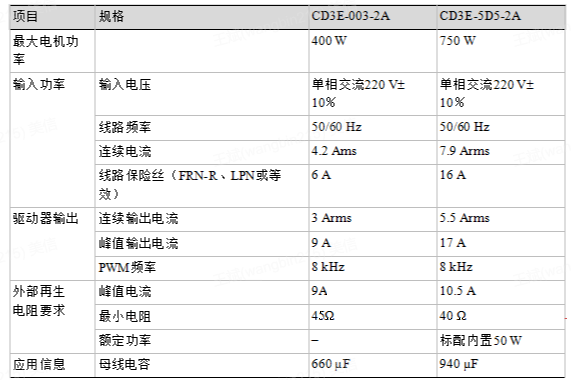 项目 规格 CD3E-003-2A CD3E-5D5-2A
最大电机功 400 W 750 W
率
输入功率 输入电压 单相交流220 V± 单相交流220 V±
10% 10%
线路频率 50/60 Hz 50/60 Hz
连续电流 4.2 Ams 7.9 Arms
线路保险丝（FRN-R、LPN或等 6 A 16 A
效）
驱动器输出 连续输出电流 3 Arms 5.5 Arms
峰值输出电流 9 A 17 A
PWM频率 8 kHz 8 kHz
外部再生 峰值电流 9A 10.5 A
电阻要求 最小电阻 45Ω 40 Ω
额定功率 – 标配内置50 W
应用信息 母线电容 660 μF 940 μF